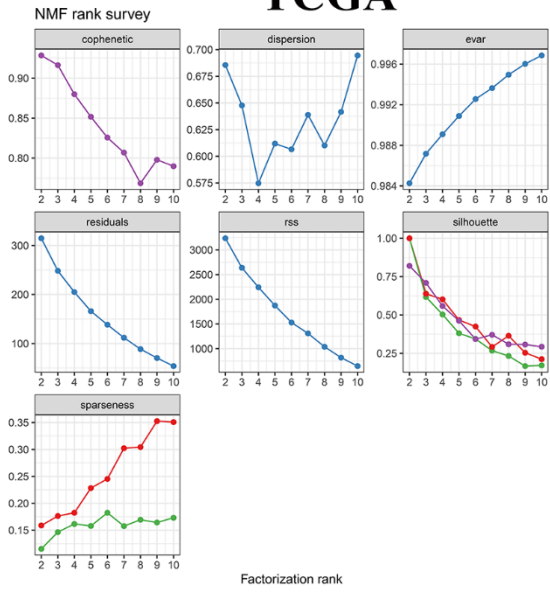 TCGA
NMF rank survey
cophenetic
dispersion
evar
0.90
0.85
0.80
0.700
0.675
0.650
0.625
0.600
0.575
0.996
0.992
0.988
0.984
2 3 4 5 6 7 8 9 10
2 3 4 5 6 7 8 9 10
2 3 4 5 6 7 8 9 10
residuals
rss
silhouette
300
200
100
3000
2500
2000
1500
1000
1.00
0.75
0.50
0.25
2 3 4 5 6 7 8 9 10
2 3 4 5 6 7 8 9 10
2 3 4 5 6 7 8 9 10
sparseness
0.35
0.30
0.25
0.20
0.15
2 3 4 5 6 7 8 9 10
Factorization rank